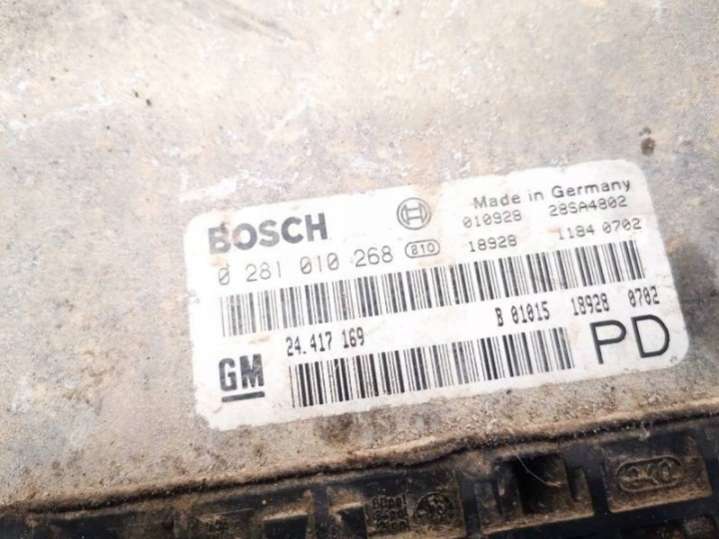 BOSCH
Made in Germany
010928 28SA4802
0 281 010 268 010 18928 1184 0702
24.417 169
B 01015 18928 0702
GM
PD